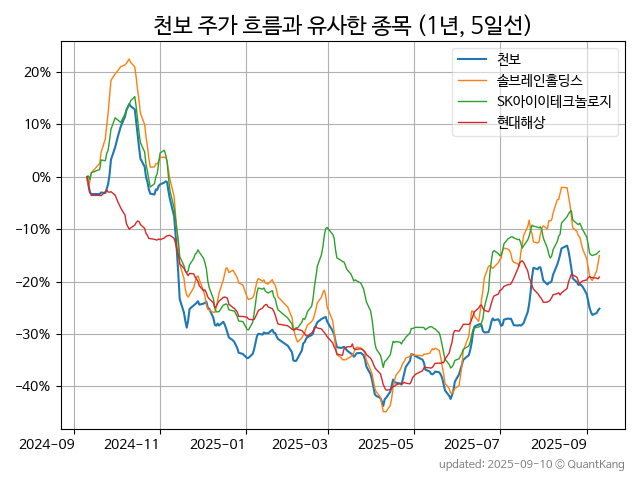 천보 주가 흐름과 유사한 종목 (1년, 5일선)
천보
솔브레인홀딩스
SK아이이테크놀로지
현대해상
20%
10%
0%
−10%
−20%
−30%
−40%
2024-09 2024-11 2025-01 2025-03 2025-05 2025-07 2025-09
updated: 2025-09-10 © QuantKang